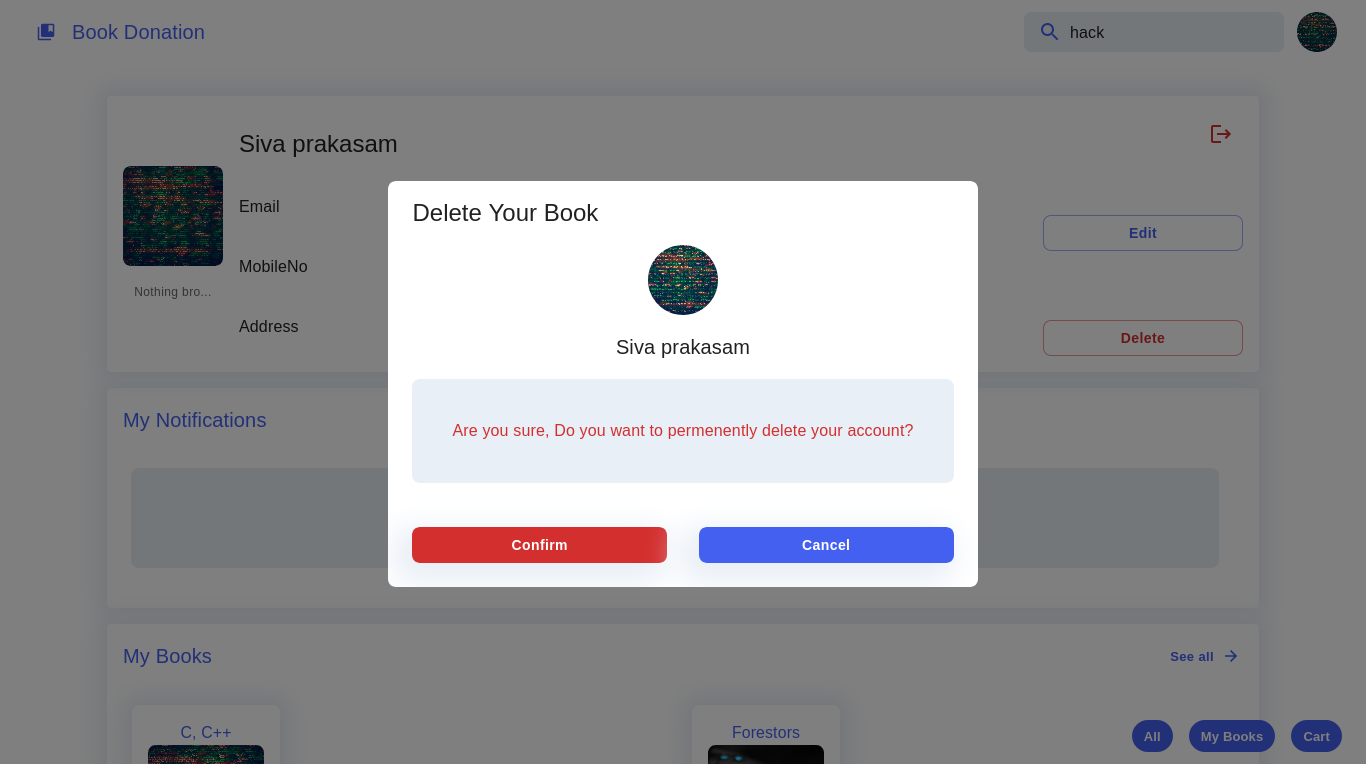 Book Donation
hack
Siva prakasam
Email
MobileNo
Nothing bro...
Address
Edit
Delete
Delete Your Book
Siva prakasam
Are you sure, Do you want to permenently delete your account?
Confirm
Cancel
My Notifications
My Books
See all
C, C++
Forestors
All
My Books
Cart